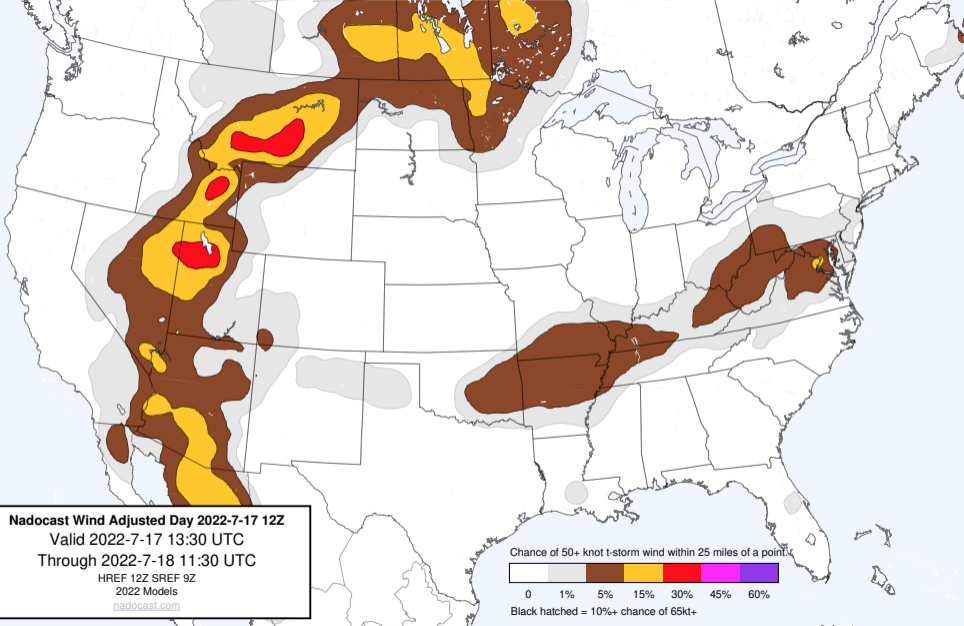 Nadocast Wind Adjusted Day 2022-7-17 12Z
Valid 2022-7-17 13:30 UTC
Through 2022-7-18 11:30 UTC
HREF 12Z SREF 9Z
2022 Models
nadocast.com
Chance of 50+ knot t-storm wind within 25 miles of a point.
0 1% 5% 15% 30% 45% 60%
Black hatched = 10%+ chance of 65kt+